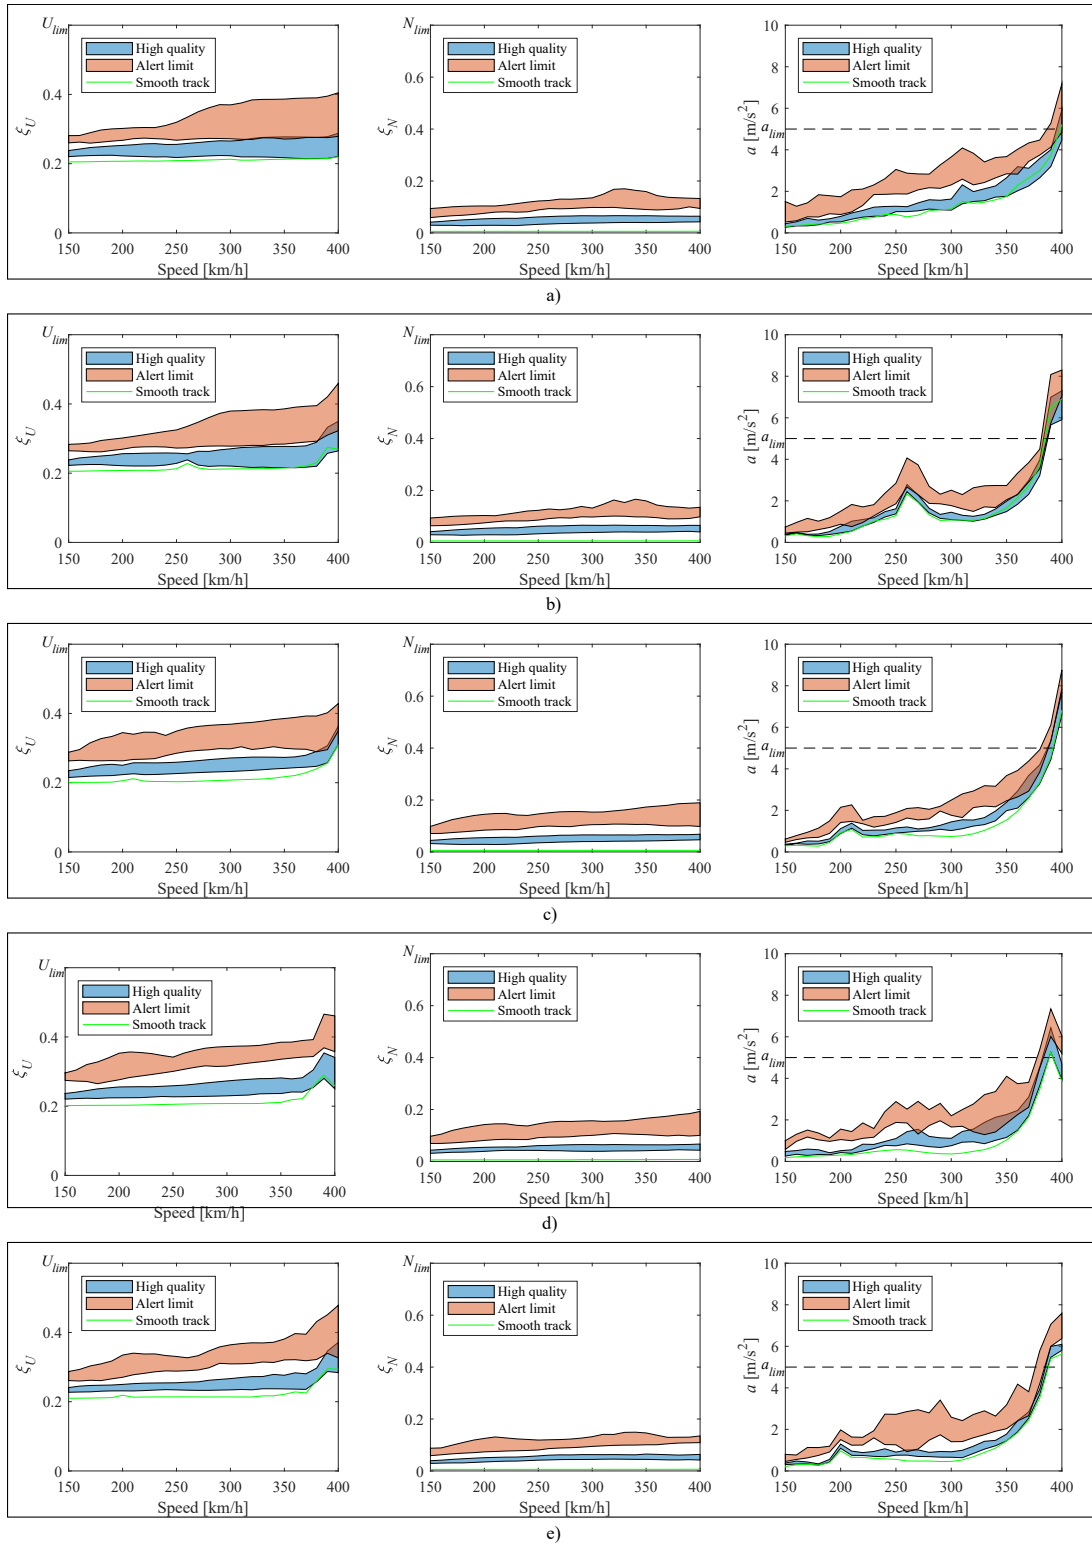 U_lim
0.4
0.2
0
ξ_U
High quality
Alert limit
Smooth track
150 200 250 300 350 400
Speed [km/h]
N_lim
0.8
0.6
0.4
0.2
0
ξ_N
High quality
Alert limit
Smooth track
150 200 250 300 350 400
Speed [km/h]
10
8
6
a_lim
4
2
0
a [m/s²]
High quality
Alert limit
Smooth track
150 200 250 300 350 400
Speed [km/h]
a)
U_lim
0.4
0.2
0
ξ_U
High quality
Alert limit
Smooth track
150 200 250 300 350 400
Speed [km/h]
N_lim
0.8
0.6
0.4
0.2
0
ξ_N
High quality
Alert limit
Smooth track
150 200 250 300 350 400
Speed [km/h]
10
8
6
a_lim
4
2
0
a [m/s²]
High quality
Alert limit
Smooth track
150 200 250 300 350 400
Speed [km/h]
b)
U_lim
0.4
0.2
0
ξ_U
High quality
Alert limit
Smooth track
150 200 250 300 350 400
Speed [km/h]
N_lim
0.8
0.6
0.4
0.2
0
ξ_N
High quality
Alert limit
Smooth track
150 200 250 300 350 400
Speed [km/h]
10
8
6
a_lim
4
2
0
a [m/s²]
High quality
Alert limit
Smooth track
150 200 250 300 350 400
Speed [km/h]
c)
U_lim
0.4
0.2
0
ξ_U
High quality
Alert limit
Smooth track
150 200 250 300 350 400
Speed [km/h]
N_lim
0.8
0.6
0.4
0.2
0
ξ_N
High quality
Alert limit
Smooth track
150 200 250 300 350 400
Speed [km/h]
10
8
6
a_lim
4
2
0
a [m/s²]
High quality
Alert limit
Smooth track
150 200 250 300 350 400
Speed [km/h]
d)
U_lim
0.4
0.2
0
ξ_U
High quality
Alert limit
Smooth track
150 200 250 300 350 400
Speed [km/h]
N_lim
0.8
0.6
0.4
0.2
0
ξ_N
High quality
Alert limit
Smooth track
150 200 250 300 350 400
Speed [km/h]
10
8
6
a_lim
4
2
0
a [m/s²]
High quality
Alert limit
Smooth track
150 200 250 300 350 400
Speed [km/h]
e)